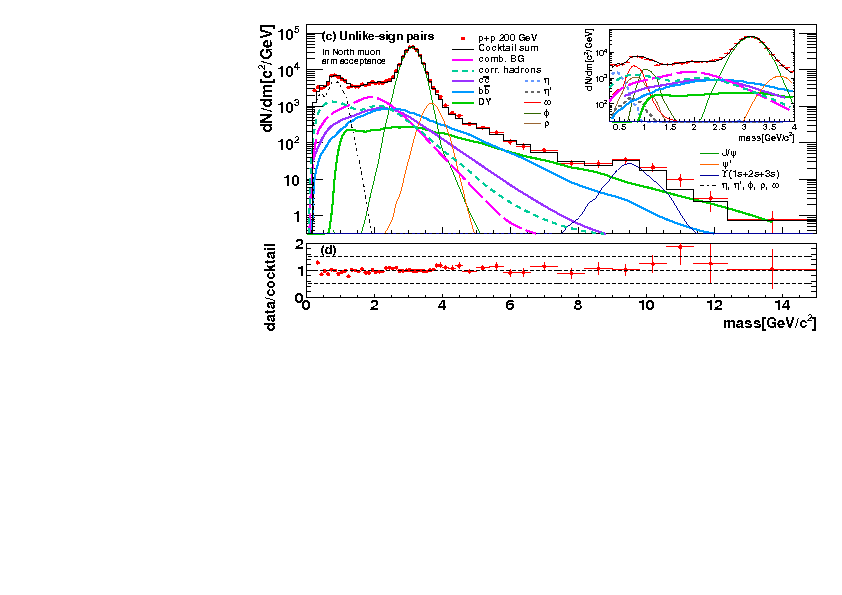 (c) Unlike-sign pairs
in North muon
arm acceptance
p+p 200 GeV
Cocktail sum
comb. BG
corr. hadrons
cc̄
bb̄
DY
η
η'
ω
ϕ
ρ
J/ψ
ψ'
ϒ(1s+2s+3s)
η, η', ϕ, ρ, ω
dN/dm[c²/GeV]
10⁵
10⁴
10³
10²
10
1
dN/dm[c²/GeV]
10⁴
10³
10²
0.5 1 1.5 2 2.5 3 3.5 4
mass[GeV/c²]
(d)
data/cocktail
2
1
0
0 2 4 6 8 10 12 14
mass[GeV/c²]